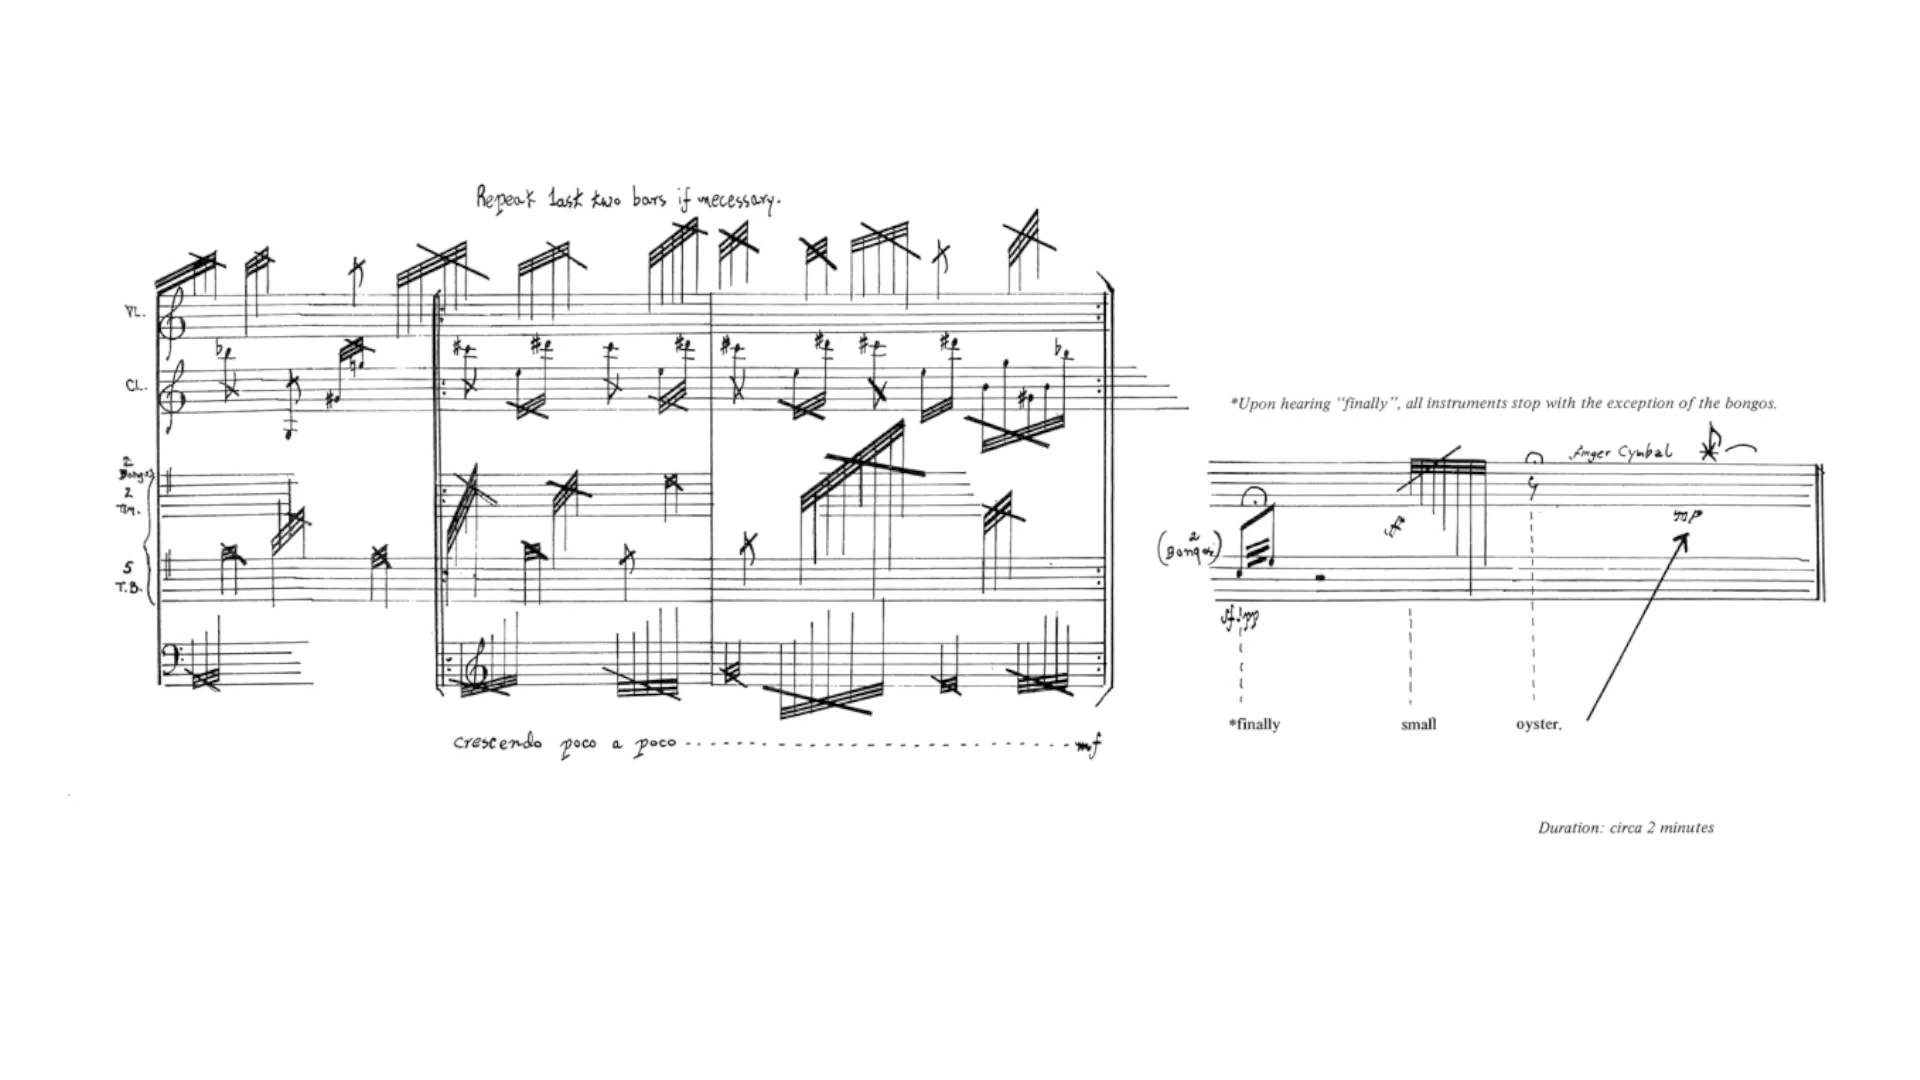 Repeat last two bars if necessary.
VL.
CL.
2
Bongos
2
Tm.
5
T.B.
crescendo poco a poco - - - - - - - - - - - - - - - - - - - - - - - - - mf
*Upon hearing "finally", all instruments stop with the exception of the bongos.
Finger Cymbal
mp
(2
Bongos)
sf!pp
*finally
small
oyster.
Duration: circa 2 minutes